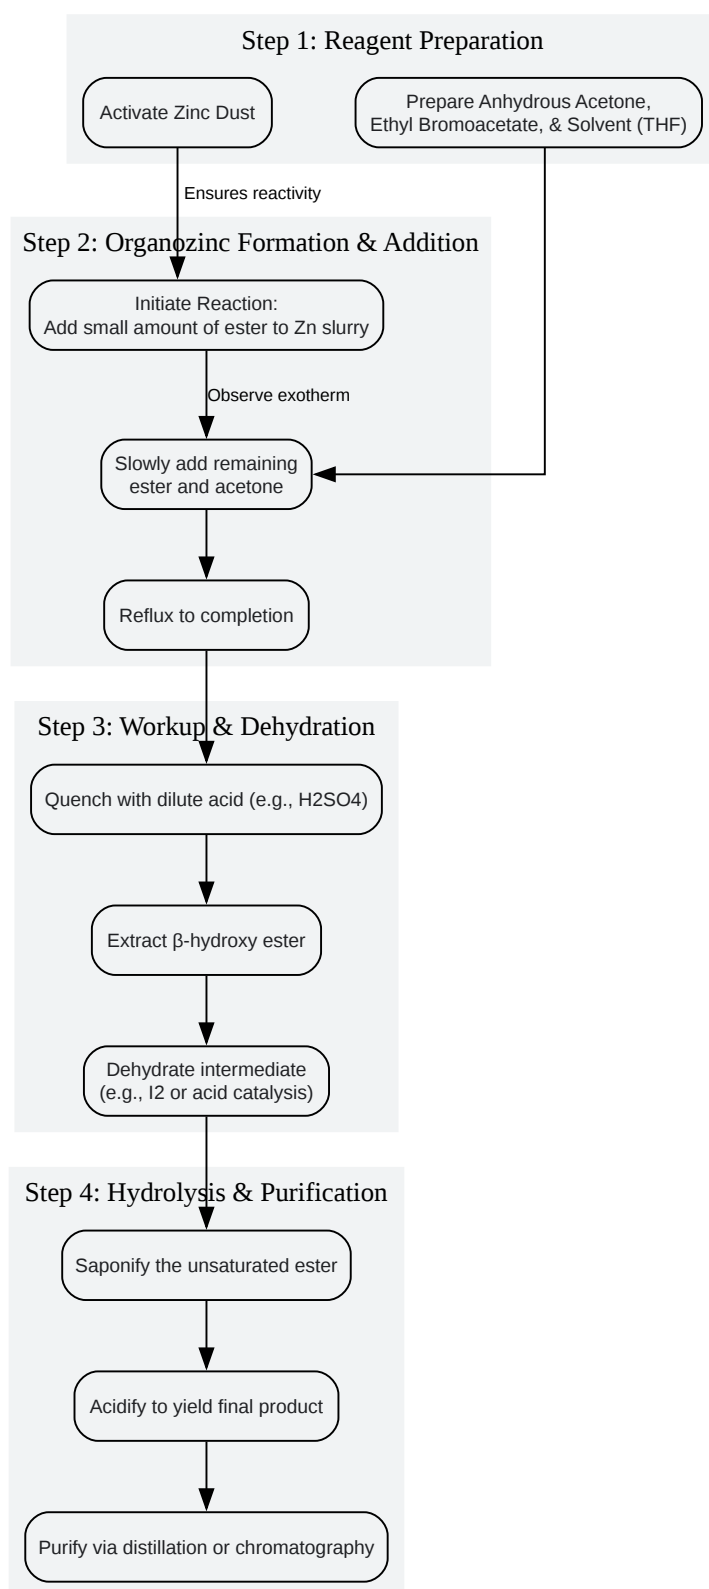 Step 1: Reagent Preparation
Activate Zinc Dust
Prepare Anhydrous Acetone,
Ethyl Bromoacetate, & Solvent (THF)
Ensures reactivity
Step 2: Organozinc Formation & Addition
Initiate Reaction:
Add small amount of ester to Zn slurry
Observe exotherm
Slowly add remaining
ester and acetone
Reflux to completion
Step 3: Workup & Dehydration
Quench with dilute acid (e.g., H2SO4)
Extract β-hydroxy ester
Dehydrate intermediate
(e.g., I2 or acid catalysis)
Step 4: Hydrolysis & Purification
Saponify the unsaturated ester
Acidify to yield final product
Purify via distillation or chromatography